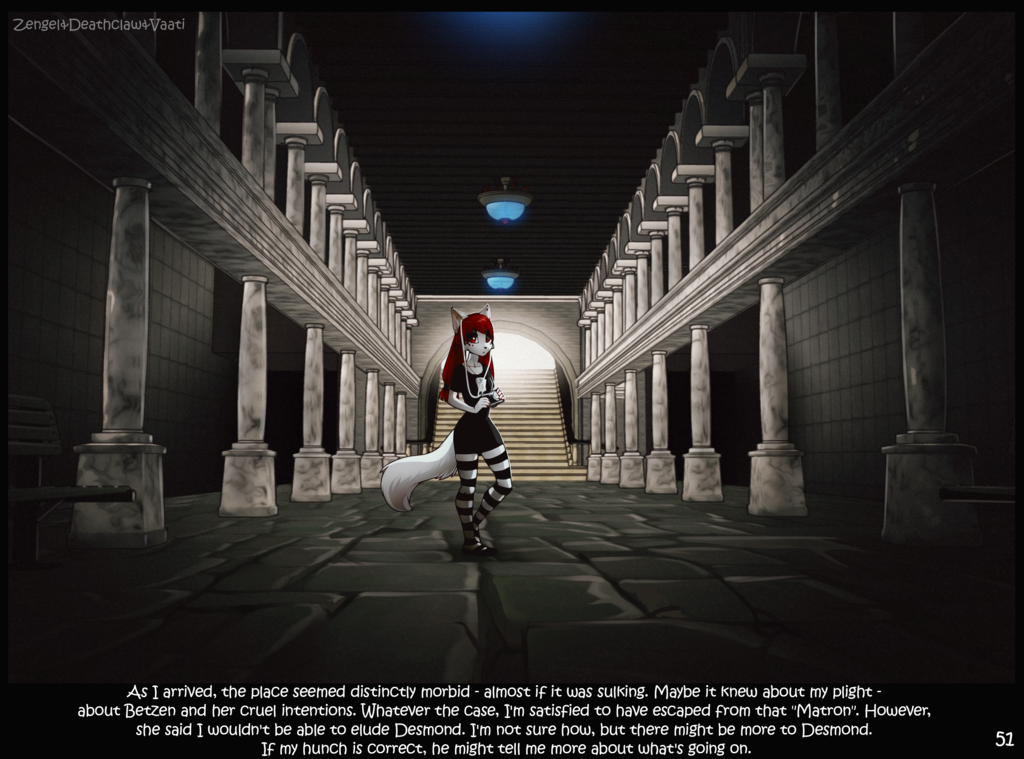 Zengel&Deathclaw&Vaati
As I arrived, the place seemed distinctly morbid - almost if it was sulking. Maybe it knew about my plight -
about Betzen and her cruel intentions. Whatever the case, I'm satisfied to have escaped from that "Matron". However,
she said I wouldn't be able to elude Desmond. I'm not sure how, but there might be more to Desmond.
If my hunch is correct, he might tell me more about what's going on.
51